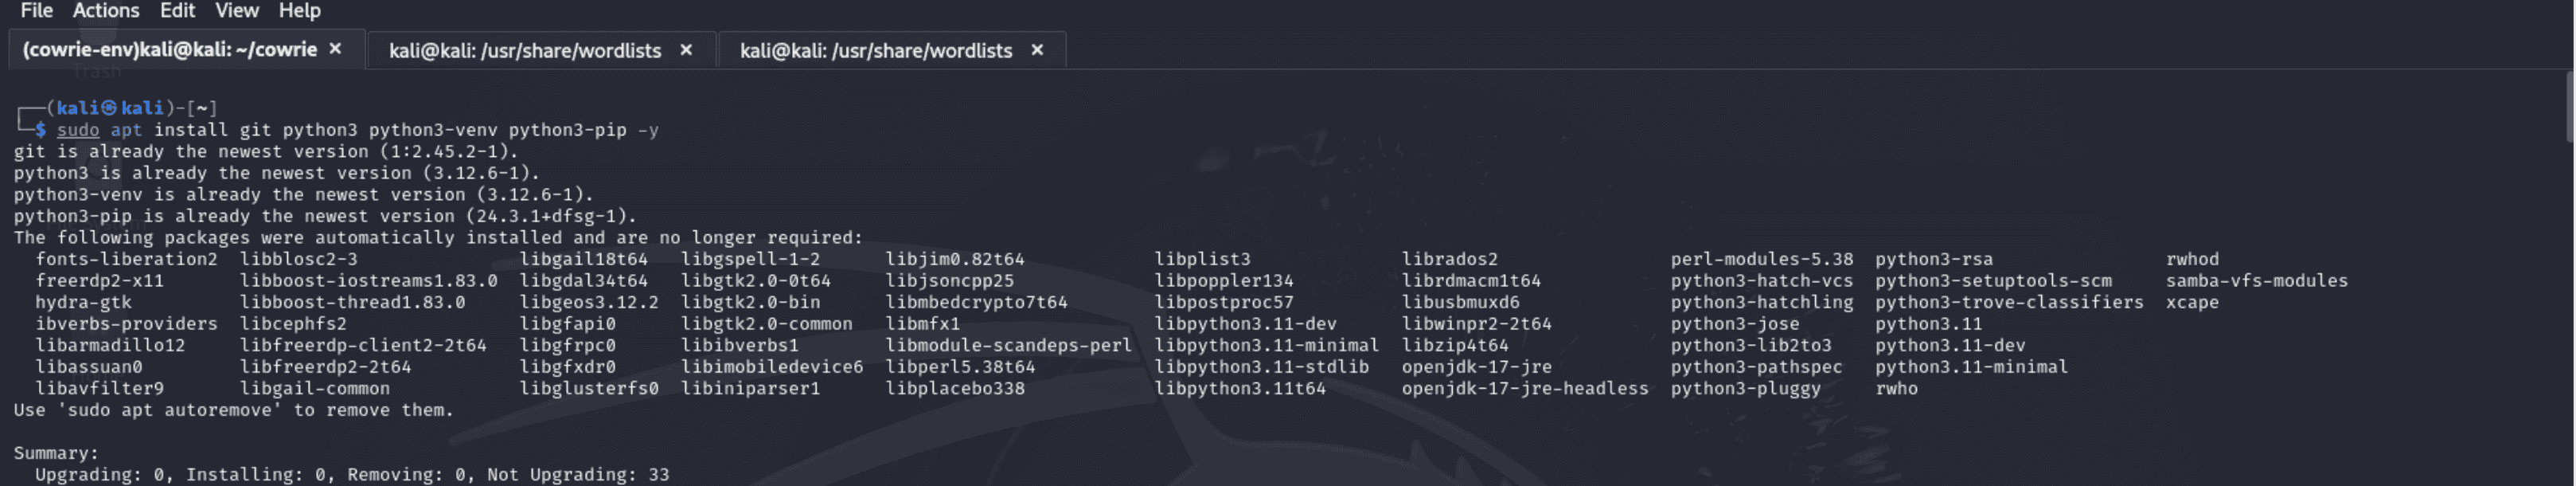 File Actions Edit View Help
(cowrie-env)kali@kali: ~/cowrie × kali@kali: /usr/share/wordlists × kali@kali: /usr/share/wordlists ×
Trash
┌──(kali㉿kali)-[~]
└─$ sudo apt install git python3 python3-venv python3-pip -y
git is already the newest version (1:2.45.2-1).
python3 is already the newest version (3.12.6-1).
python3-venv is already the newest version (3.12.6-1).
python3-pip is already the newest version (24.3.1+dfsg-1).
The following packages were automatically installed and are no longer required:
fonts-liberation2 libblosc2-3 libgail18t64 libgspell-1-2 libjim0.82t64 libplist3 librados2 perl-modules-5.38 python3-rsa rwhod
freerdp2-x11 libboost-iostreams1.83.0 libgdal34t64 libgtk2.0-0t64 libjsoncpp25 libpoppler134 librdmacm1t64 python3-hatch-vcs python3-setuptools-scm samba-vfs-modules
hydra-gtk libboost-thread1.83.0 libgeos3.12.2 libgtk2.0-bin libmbedcrypto7t64 libpostproc57 libusbmuxd6 python3-hatchling python3-trove-classifiers xcape
ibverbs-providers libcephfs2 libgfapi0 libgtk2.0-common libmfx1 libpython3.11-dev libwinpr2-2t64 python3-jose python3.11
libarmadillo12 libfreerdp-client2-2t64 libgfrpc0 libibverbs1 libmodule-scandeps-perl libpython3.11-minimal libzip4t64 python3-lib2to3 python3.11-dev
libassuan0 libfreerdp2-2t64 libgfxdr0 libimobiledevice6 libperl5.38t64 libpython3.11-stdlib openjdk-17-jre python3-pathspec python3.11-minimal
libavfilter9 libgail-common libglusterfs0 libiniparser1 libplacebo338 libpython3.11t64 openjdk-17-jre-headless python3-pluggy rwho
Use 'sudo apt autoremove' to remove them.
Summary:
Upgrading: 0, Installing: 0, Removing: 0, Not Upgrading: 33